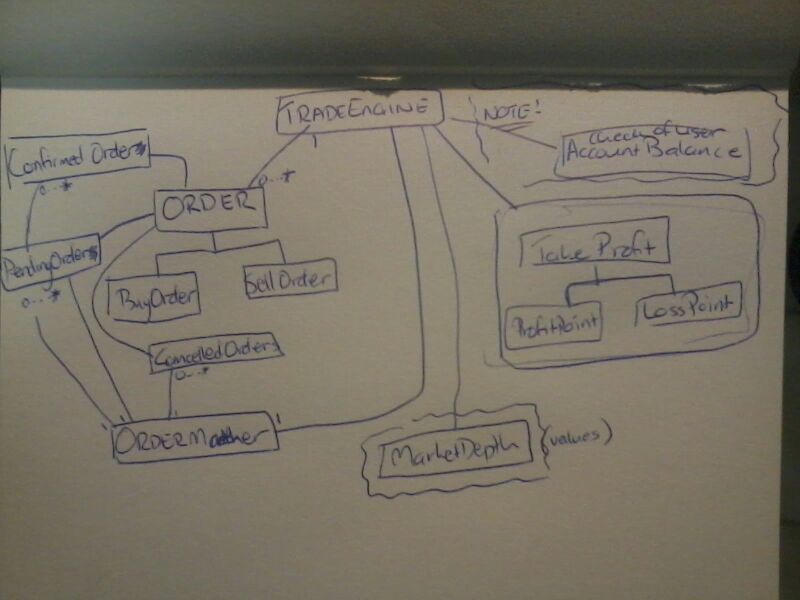 TRADEENGINE
NOTE!
check of user
Account Balance
Confirmed Orders
0...*
1
0...*
ORDER
Take Profit
PendingOrders
0...*
BuyOrder
SellOrder
ProfitPoint
LossPoint
CancelledOrders
0...*
1
1
ORDERMatcher
MarketDepth
(values)